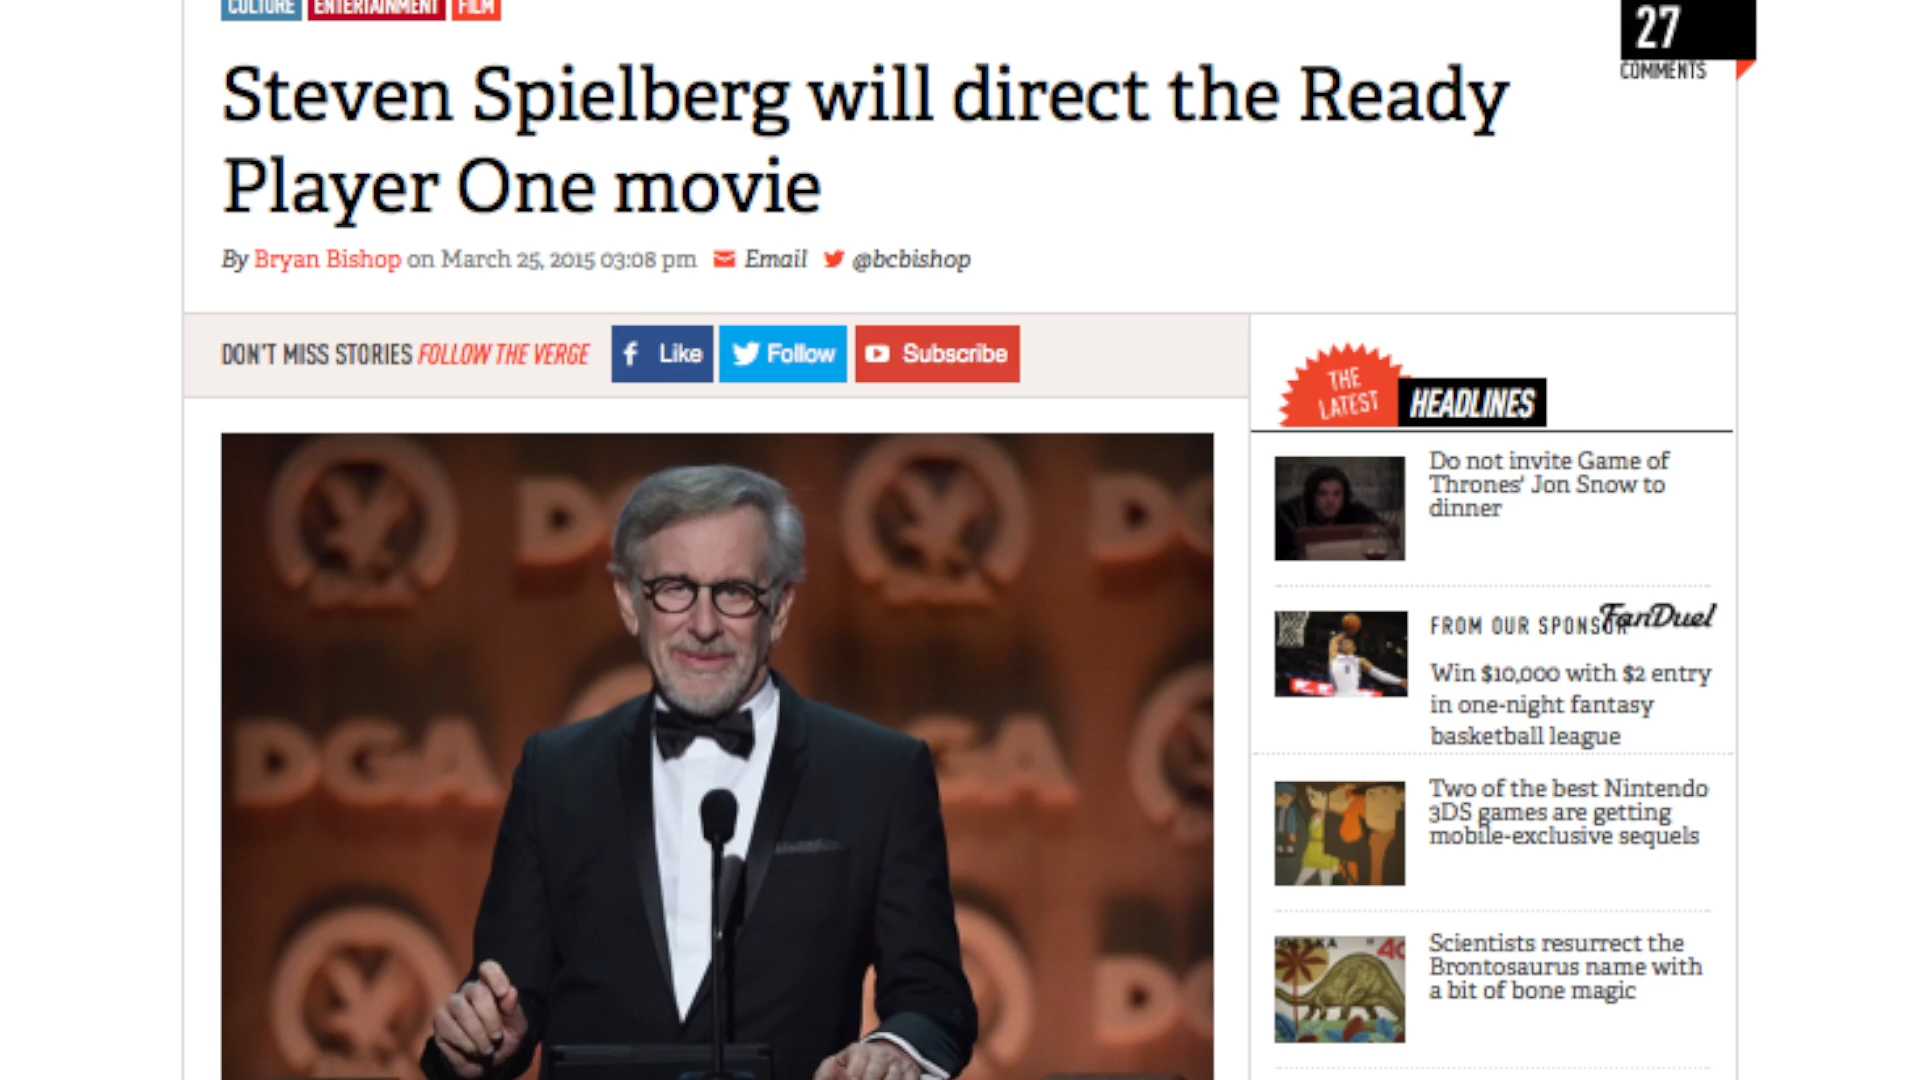 CULTURE ENTERTAINMENT FILM
27
COMMENTS
Steven Spielberg will direct the Ready
Player One movie
By Bryan Bishop on March 25, 2015 03:08 pm Email @bcbishop
DON'T MISS STORIES FOLLOW THE VERGE f Like Follow Subscribe
THE
LATEST
HEADLINES
Do not invite Game of
Thrones' Jon Snow to
dinner
FROM OUR SPONSOR FanDuel
Win $10,000 with $2 entry
in one-night fantasy
basketball league
Two of the best Nintendo
3DS games are getting
mobile-exclusive sequels
Scientists resurrect the
Brontosaurus name with
a bit of bone magic
DGA